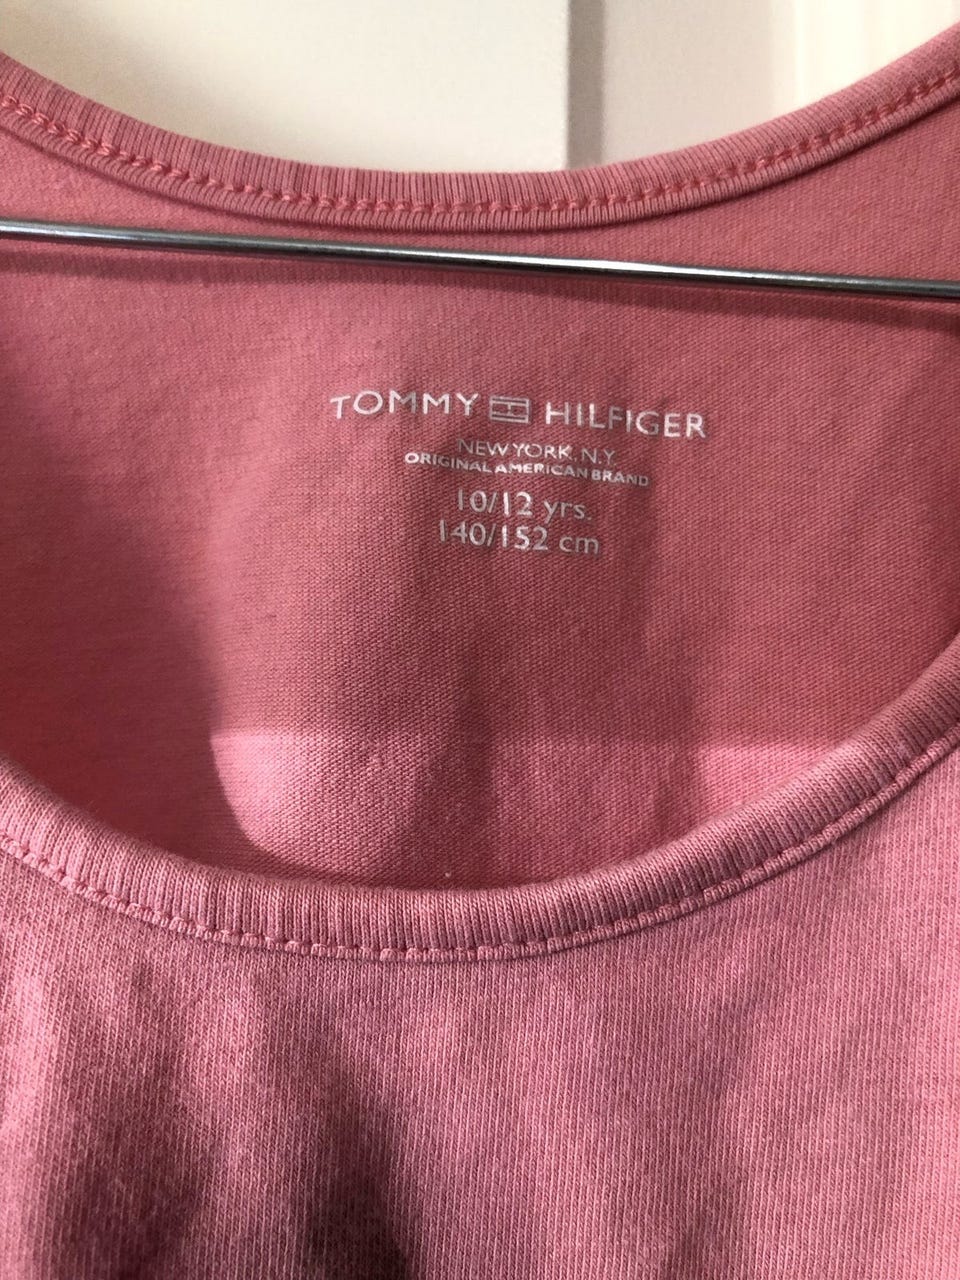 TOMMY HILFIGER
NEW YORK, N.Y.
ORIGINAL AMERICAN BRAND
10/12 yrs.
140/152 cm